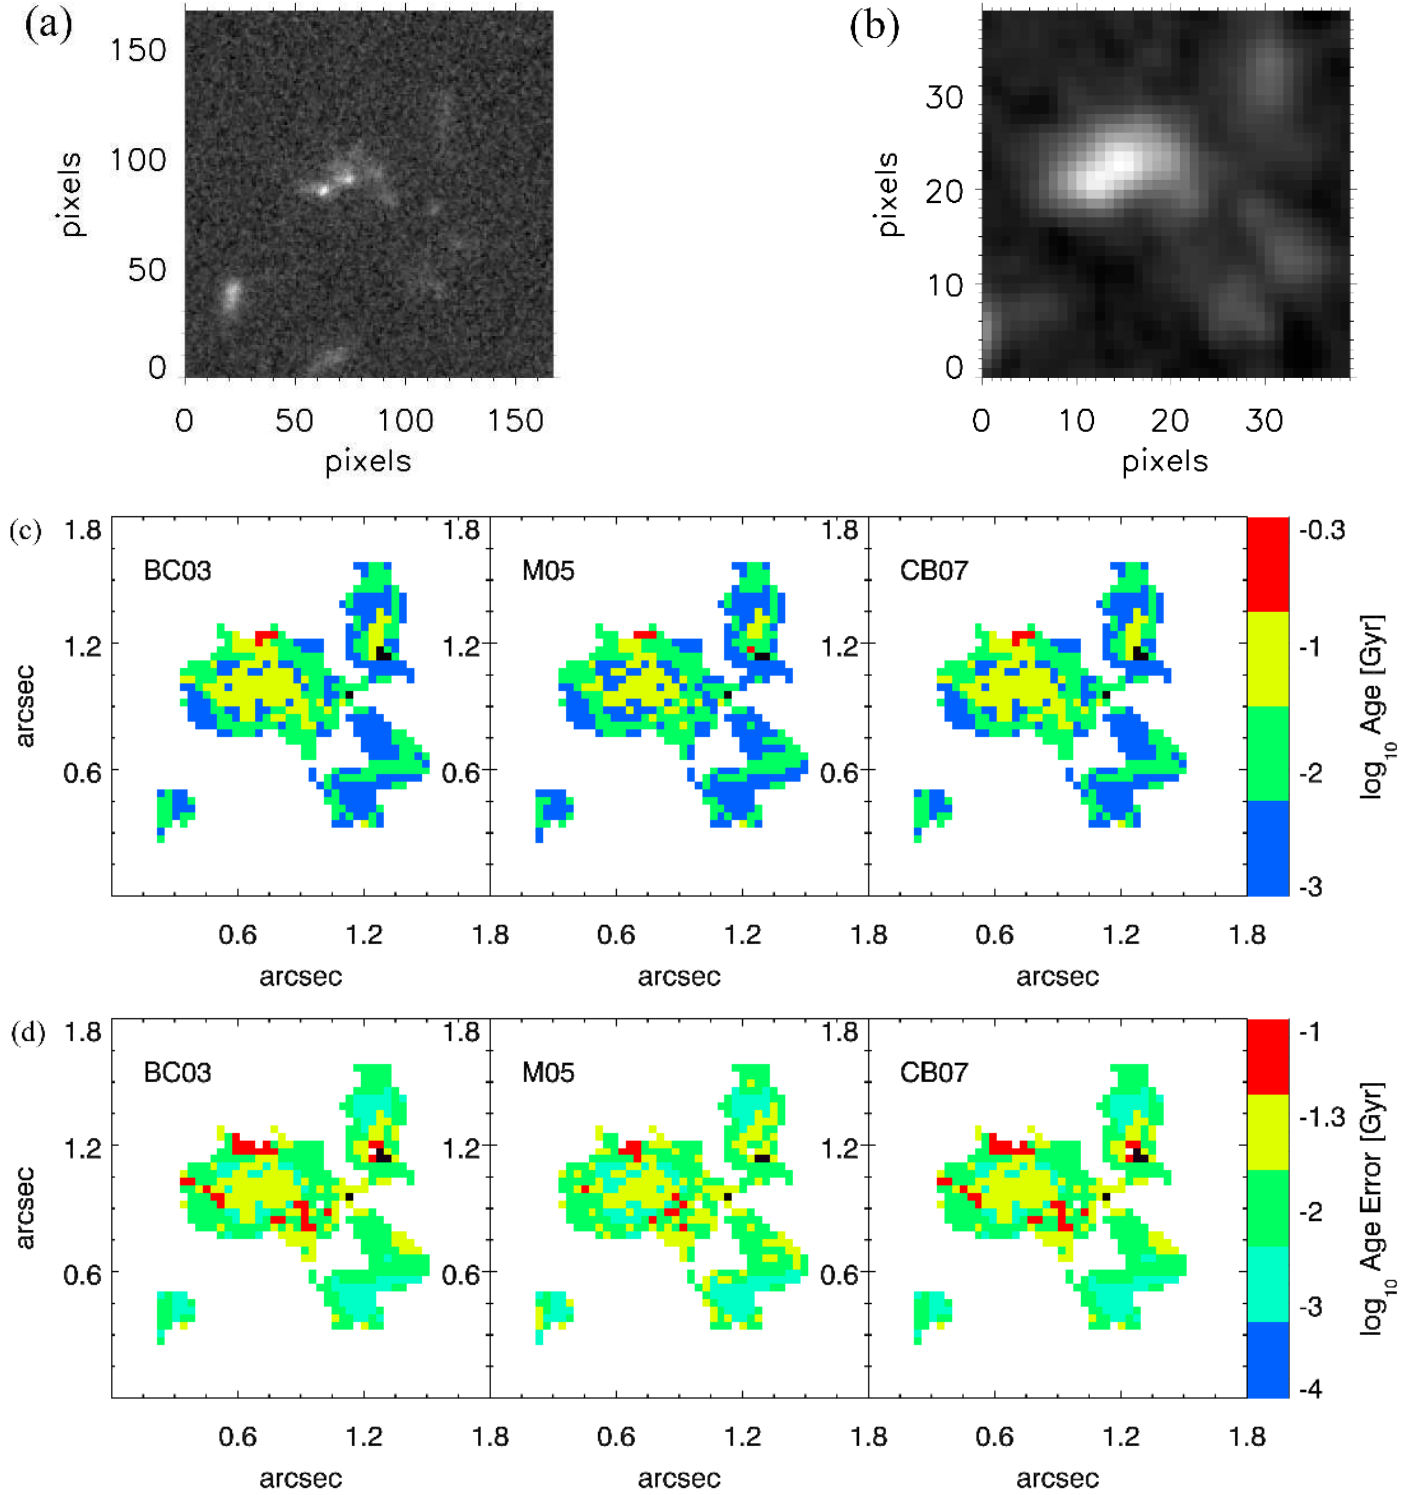 (a)
(b)
150
100
50
0
pixels
0 50 100 150
pixels
30
20
10
0
pixels
0 10 20 30
pixels
(c)
1.8
1.2
0.6
arcsec
BC03
1.8
1.2
0.6
M05
1.8
1.2
0.6
CB07
-0.3
-1
-2
-3
log10 Age [Gyr]
0.6 1.2 1.8 0.6 1.2 1.8 0.6 1.2 1.8
arcsec arcsec arcsec
(d)
1.8
1.2
0.6
arcsec
BC03
1.8
1.2
0.6
M05
1.8
1.2
0.6
CB07
-1
-1.3
-2
-3
-4
log10 Age Error [Gyr]
0.6 1.2 1.8 0.6 1.2 1.8 0.6 1.2 1.8
arcsec arcsec arcsec